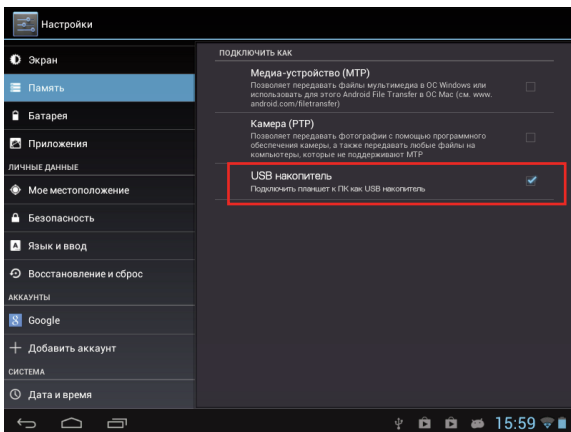 Настройки
Экран
Память
Батарея
Приложения
ЛИЧНЫЕ ДАННЫЕ
Мое местоположение
Безопасность
A Язык и ввод
Восстановление и сброс
АККАУНТЫ
8 Google
Добавить аккаунт
СИСТЕМА
Дата и время
ПОДКЛЮЧИТЬ КАК
Медиа-устройство (MTP)
Позволяет передавать файлы мультимедиа в ОС Windows или
использовать для этого Android File Transfer в ОС Mac (см. www.
android.com/filetransfer)
Камера (PTP)
Позволяет передавать фотографии с помощью программного
обеспечения камеры, а также передавать любые файлы на
компьютеры, которые не поддерживают MTP
USB накопитель
Подключить планшет к ПК как USB накопитель
15:59